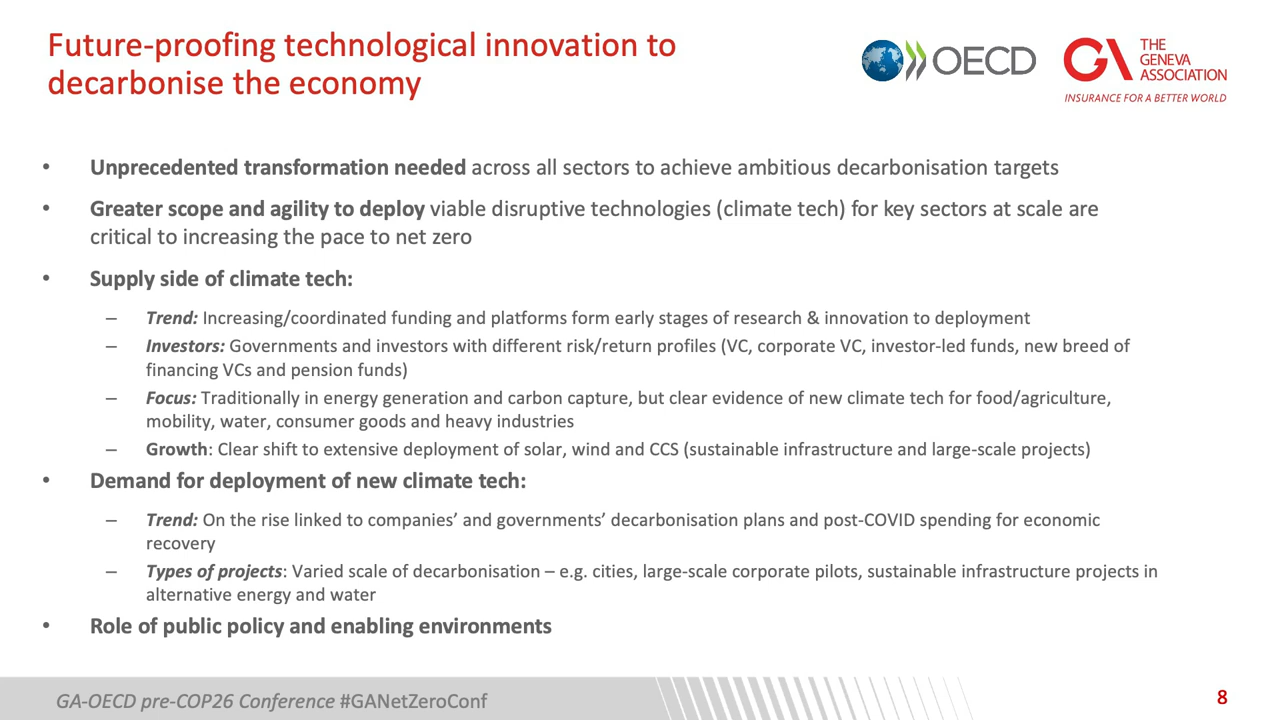 Future-proofing technological innovation to
decarbonise the economy
OECD
GA
THE
GENEVA
ASSOCIATION
INSURANCE FOR A BETTER WORLD
• Unprecedented transformation needed across all sectors to achieve ambitious decarbonisation targets
• Greater scope and agility to deploy viable disruptive technologies (climate tech) for key sectors at scale are
critical to increasing the pace to net zero
• Supply side of climate tech:
– Trend: Increasing/coordinated funding and platforms form early stages of research & innovation to deployment
– Investors: Governments and investors with different risk/return profiles (VC, corporate VC, investor-led funds, new breed of
financing VCs and pension funds)
– Focus: Traditionally in energy generation and carbon capture, but clear evidence of new climate tech for food/agriculture,
mobility, water, consumer goods and heavy industries
– Growth: Clear shift to extensive deployment of solar, wind and CCS (sustainable infrastructure and large-scale projects)
• Demand for deployment of new climate tech:
– Trend: On the rise linked to companies’ and governments’ decarbonisation plans and post-COVID spending for economic
recovery
– Types of projects: Varied scale of decarbonisation – e.g. cities, large-scale corporate pilots, sustainable infrastructure projects in
alternative energy and water
• Role of public policy and enabling environments
GA-OECD pre-COP26 Conference #GANetZeroConf
8